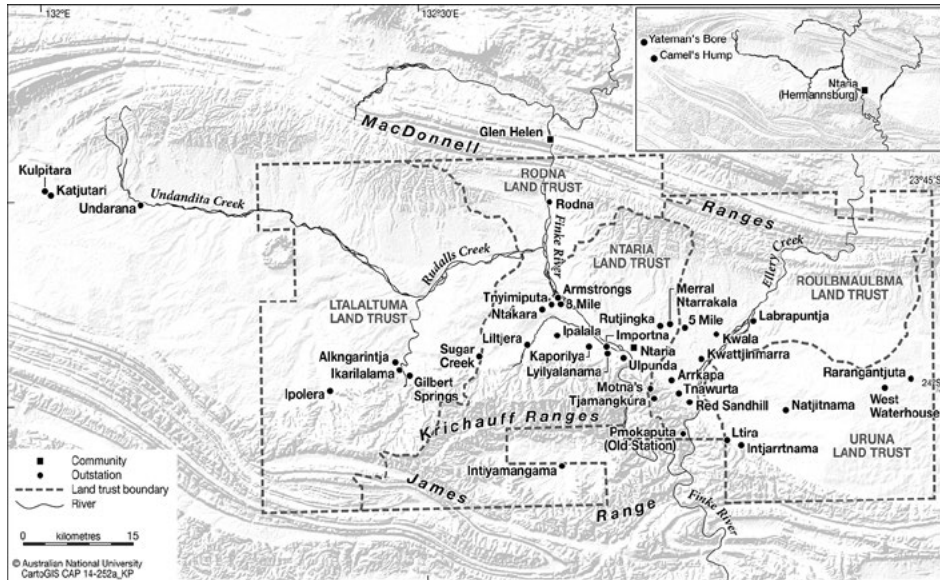 132°E
132°30'E
Yateman's Bore
Camel's Hump
Ntaria
(Hermannsburg)
Glen Helen
MacDonnell
Ranges
23°45'S
Kulpitara
Katjutari
Undarana
Undandita Creek
RODNA
LAND TRUST
Rodna
Finke River
NTARIA
LAND TRUST
Rudalls Creek
Ellery Creek
ROULBMAULBMA
LAND TRUST
LTALALTUMA
LAND TRUST
Armstrongs
8 Mile
Tnyimiputa
Ntakara
Merral
Ntarrakala
Rutjingka
5 Mile
Labrapuntja
Liltjera
Ipalala
Importna
Kwala
Sugar
Creek
Kaporilya
Ntaria
Kwattjinmarra
Alkngarintja
Lyilyalanama
Ulpunda
Ikarilalama
Gilbert
Springs
Ipolera
Arrkapa
Rarangantjuta
24°S
Motna's
Tnawurta
Tjamangkúra
Red Sandhill
Natjitnama
West
Waterhouse
Krichauff Ranges
Pmokaputa
(Old Station)
Ltira
Intjarrtnama
URUNA
LAND TRUST
Intiyamangama
James
Range
Finke River
Community
Outstation
Land trust boundary
River
0 kilometres 15
© Australian National University
CartoGIS CAP 14-252a_KP